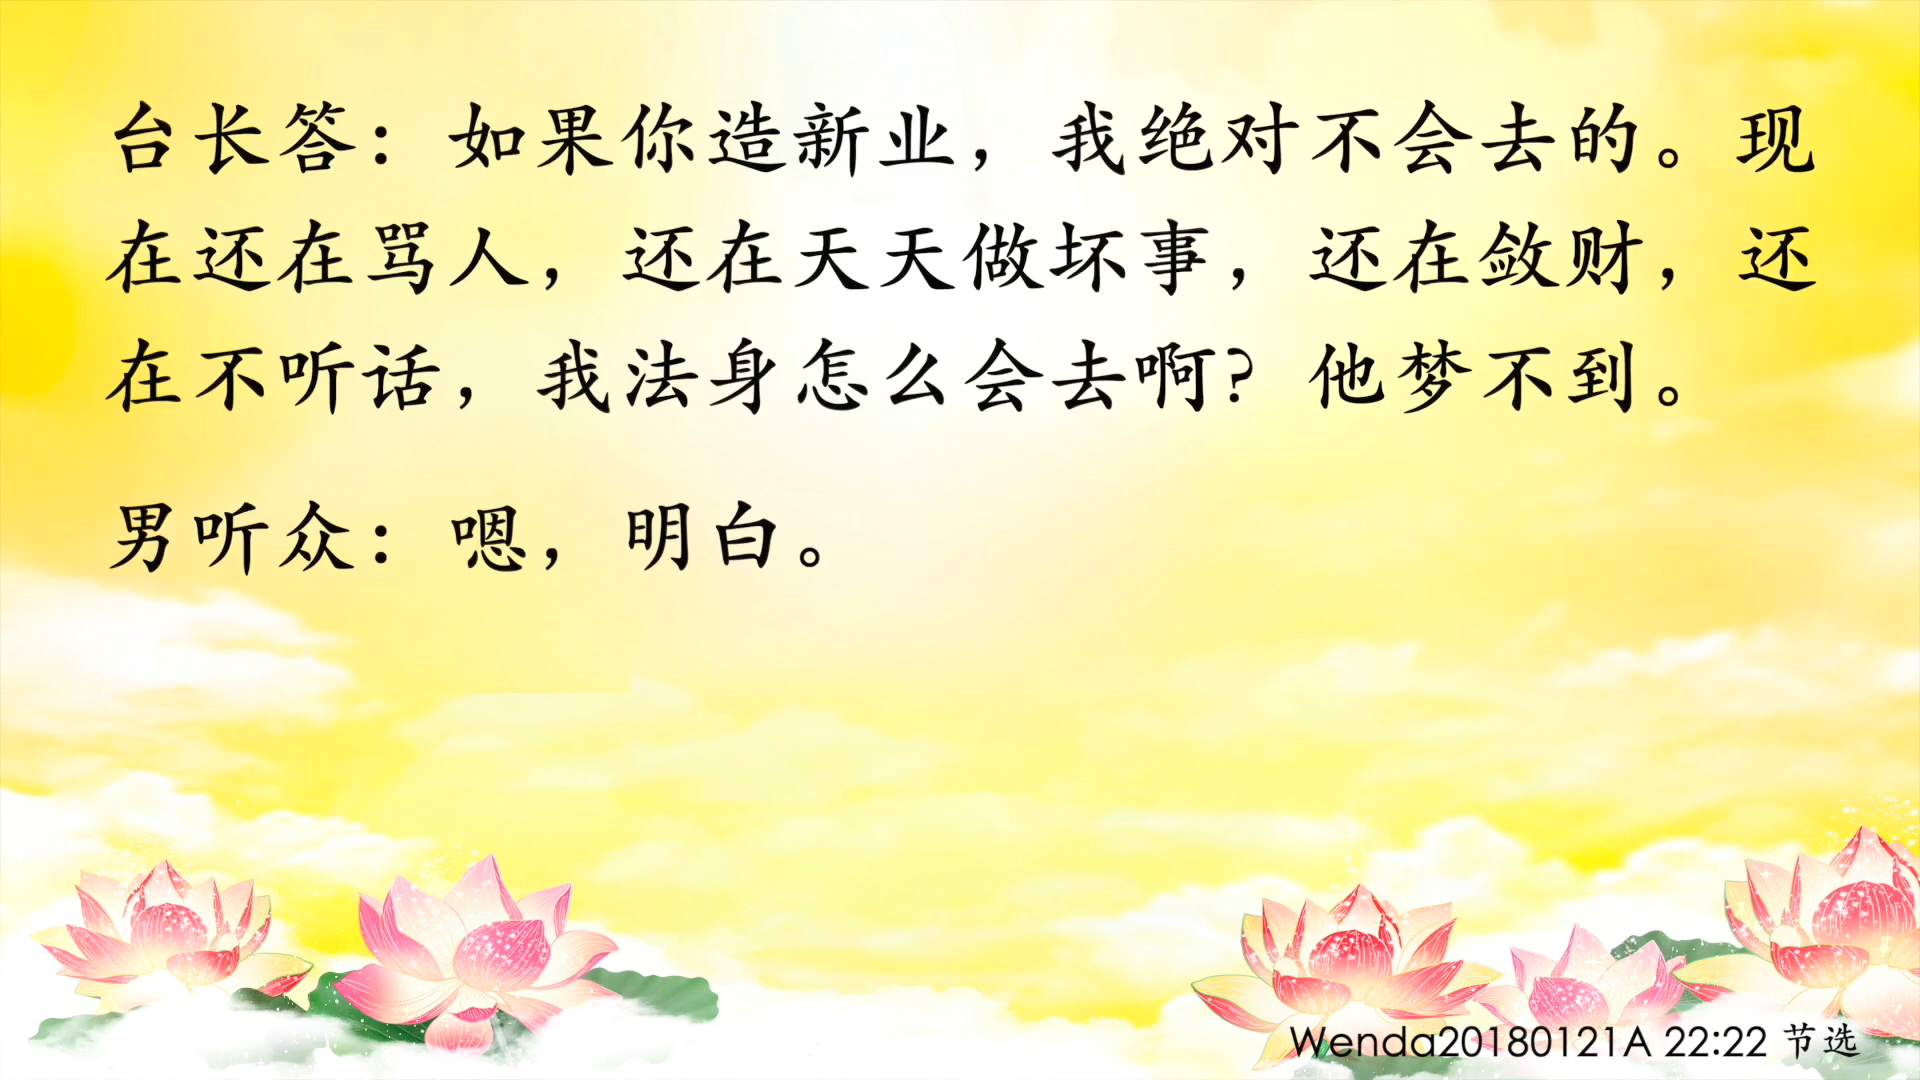 台长答：如果你造新业，我绝对不会去的。现
在还在骂人，还在天天做坏事，还在敛财，还
在不听话，我法身怎么会去啊？他梦不到。
男听众：嗯，明白。
Wenda20180121A 22:22 节选